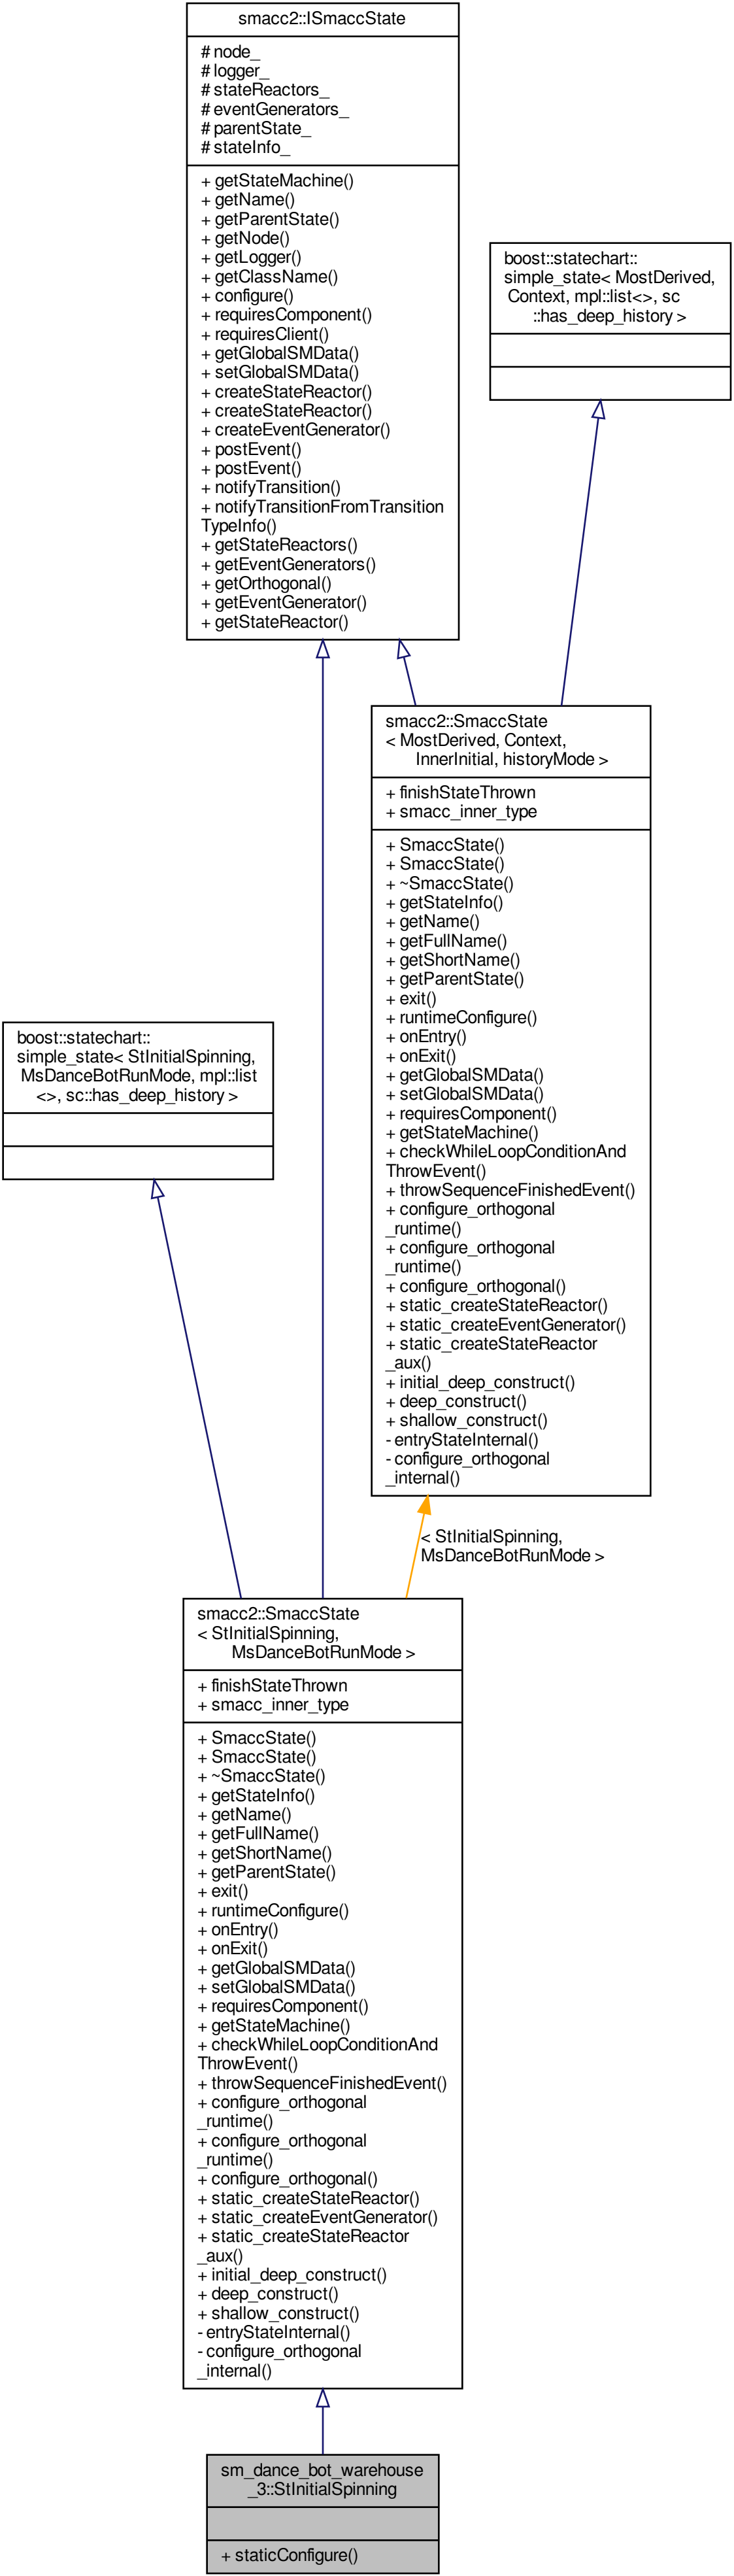 smacc2::ISmaccState
# node_
# logger_
# stateReactors_
# eventGenerators_
# parentState_
# stateInfo_
+ getStateMachine()
+ getName()
+ getParentState()
+ getNode()
+ getLogger()
+ getClassName()
+ configure()
+ requiresComponent()
+ requiresClient()
+ getGlobalSMData()
+ setGlobalSMData()
+ createStateReactor()
+ createStateReactor()
+ createEventGenerator()
+ postEvent()
+ postEvent()
+ notifyTransition()
+ notifyTransitionFromTransition
TypeInfo()
+ getStateReactors()
+ getEventGenerators()
+ getOrthogonal()
+ getEventGenerator()
+ getStateReactor()
boost::statechart::
simple_state< MostDerived,
Context, mpl::list<>, sc
::has_deep_history >
smacc2::SmaccState
< MostDerived, Context,
InnerInitial, historyMode >
+ finishStateThrown
+ smacc_inner_type
+ SmaccState()
+ SmaccState()
+ ~SmaccState()
+ getStateInfo()
+ getName()
+ getFullName()
+ getShortName()
+ getParentState()
+ exit()
+ runtimeConfigure()
+ onEntry()
+ onExit()
+ getGlobalSMData()
+ setGlobalSMData()
+ requiresComponent()
+ getStateMachine()
+ checkWhileLoopConditionAnd
ThrowEvent()
+ throwSequenceFinishedEvent()
+ configure_orthogonal
_runtime()
+ configure_orthogonal
_runtime()
+ configure_orthogonal()
+ static_createStateReactor()
+ static_createEventGenerator()
+ static_createStateReactor
_aux()
+ initial_deep_construct()
+ deep_construct()
+ shallow_construct()
- entryStateInternal()
- configure_orthogonal
_internal()
boost::statechart::
simple_state< StInitialSpinning,
MsDanceBotRunMode, mpl::list
<>, sc::has_deep_history >
< StInitialSpinning,
MsDanceBotRunMode >
smacc2::SmaccState
< StInitialSpinning,
MsDanceBotRunMode >
+ finishStateThrown
+ smacc_inner_type
+ SmaccState()
+ SmaccState()
+ ~SmaccState()
+ getStateInfo()
+ getName()
+ getFullName()
+ getShortName()
+ getParentState()
+ exit()
+ runtimeConfigure()
+ onEntry()
+ onExit()
+ getGlobalSMData()
+ setGlobalSMData()
+ requiresComponent()
+ getStateMachine()
+ checkWhileLoopConditionAnd
ThrowEvent()
+ throwSequenceFinishedEvent()
+ configure_orthogonal
_runtime()
+ configure_orthogonal
_runtime()
+ configure_orthogonal()
+ static_createStateReactor()
+ static_createEventGenerator()
+ static_createStateReactor
_aux()
+ initial_deep_construct()
+ deep_construct()
+ shallow_construct()
- entryStateInternal()
- configure_orthogonal
_internal()
sm_dance_bot_warehouse
_3::StInitialSpinning
+ staticConfigure()